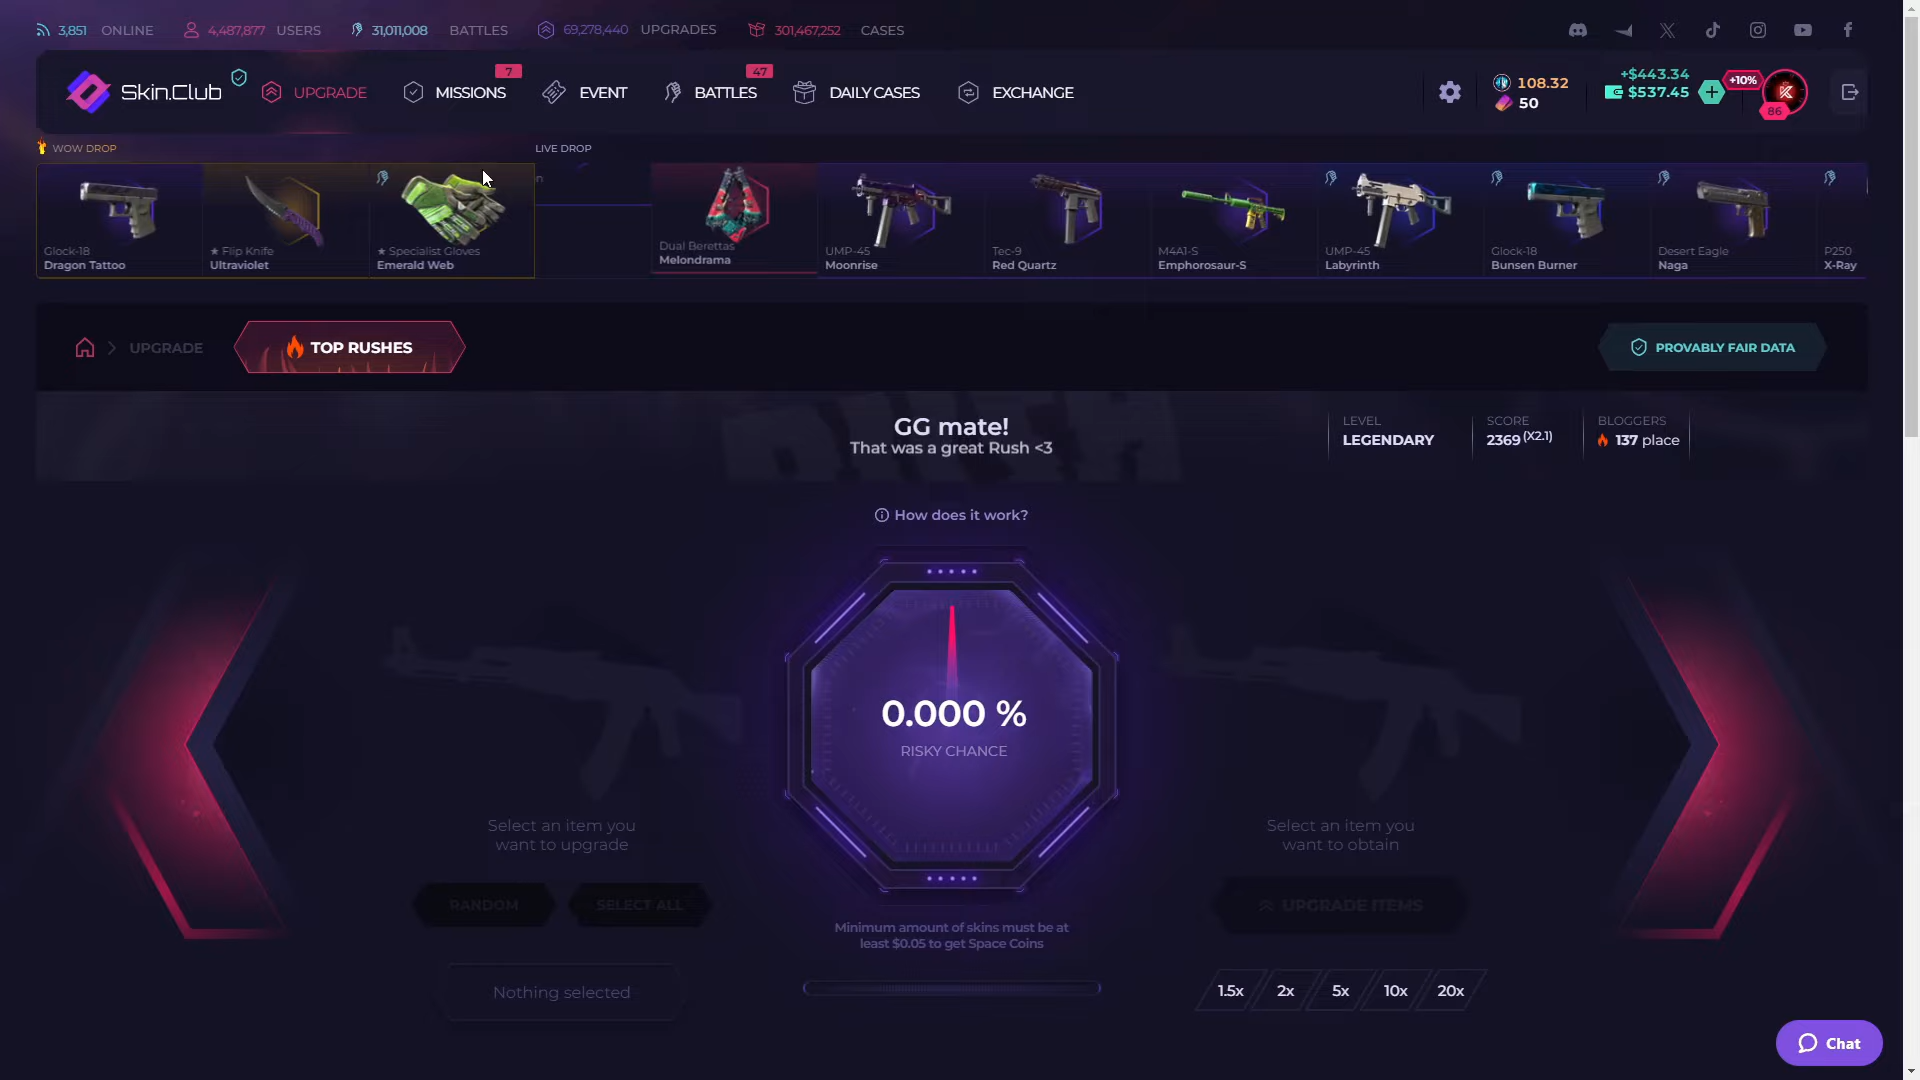 3,851 ONLINE 4,487,877 USERS 31,011,008 BATTLES 69,278,440 UPGRADES 301,467,252 CASES
Skin.Club UPGRADE MISSIONS 7 EVENT BATTLES 47 DAILY CASES EXCHANGE
108.32
50
+$443.34
$537.45
+10%
86
WOW DROP
LIVE DROP
Glock-18
Dragon Tattoo
★ Flip Knife
Ultraviolet
★ Specialist Gloves
Emerald Web
Dual Berettas
Melondrama
UMP-45
Moonrise
Tec-9
Red Quartz
M4A1-S
Emphorosaur-S
UMP-45
Labyrinth
Glock-18
Bunsen Burner
Desert Eagle
Naga
P250
X-Ray
UPGRADE
TOP RUSHES
PROVABLY FAIR DATA
GG mate!
That was a great Rush <3
LEVEL
LEGENDARY
SCORE
2369 (X2.1)
BLOGGERS
137 place
How does it work?
0.000 %
RISKY CHANCE
Select an item you
want to upgrade
RANDOM SELECT ALL
Nothing selected
Minimum amount of skins must be at
least $0.05 to get Space Coins
Select an item you
want to obtain
UPGRADE ITEMS
1.5x 2x 5x 10x 20x
Chat